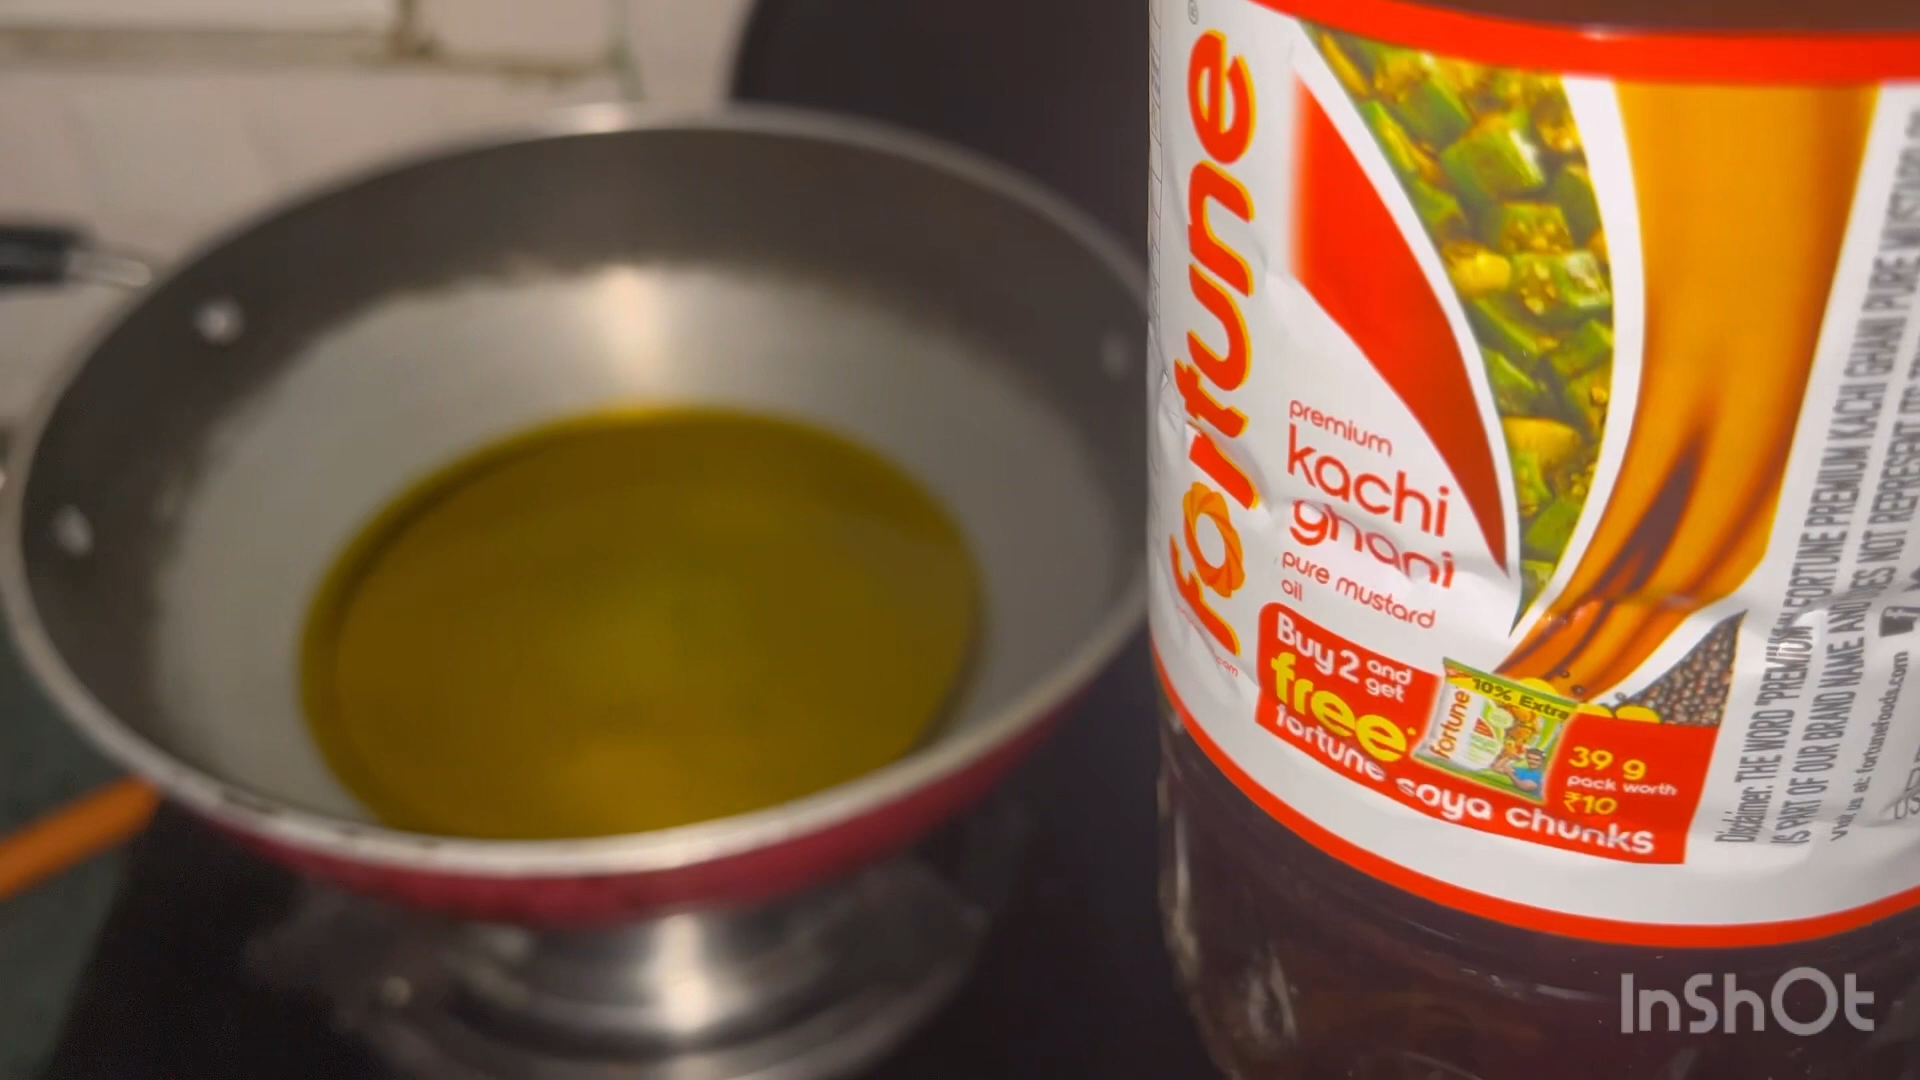 fortune
premium
kachi
ghani
pure mustard
oil
Buy 2 and get
free*
fortune soya chunks
10% Extra
fortune
39 g
pack worth
₹10
Disclaimer: THE WORD 'PREMIUM' FORTUNE PREMIUM KACHI GHANI PURE MUSTARD
IS PART OF OUR BRAND NAME AND DOES NOT REPRESENT ITS
Visit us at: fortunefoods.com
InShOt